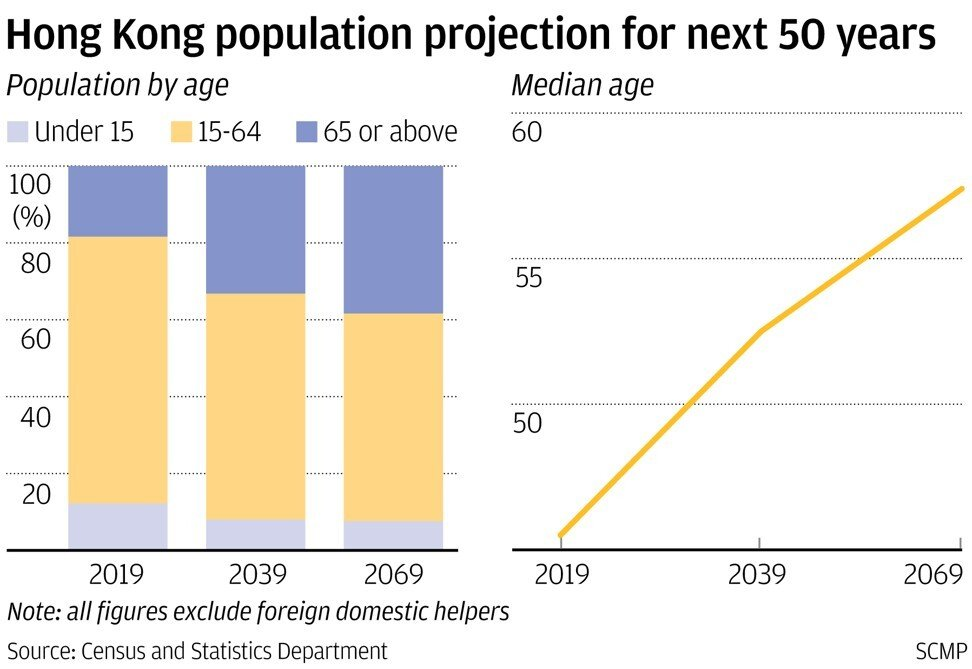 Hong Kong population projection for next 50 years
Population by age
Under 15 15-64 65 or above
100
(%)
80
60
40
20
2019 2039 2069
Median age
60
55
50
2019 2039 2069
Note: all figures exclude foreign domestic helpers
Source: Census and Statistics Department
SCMP